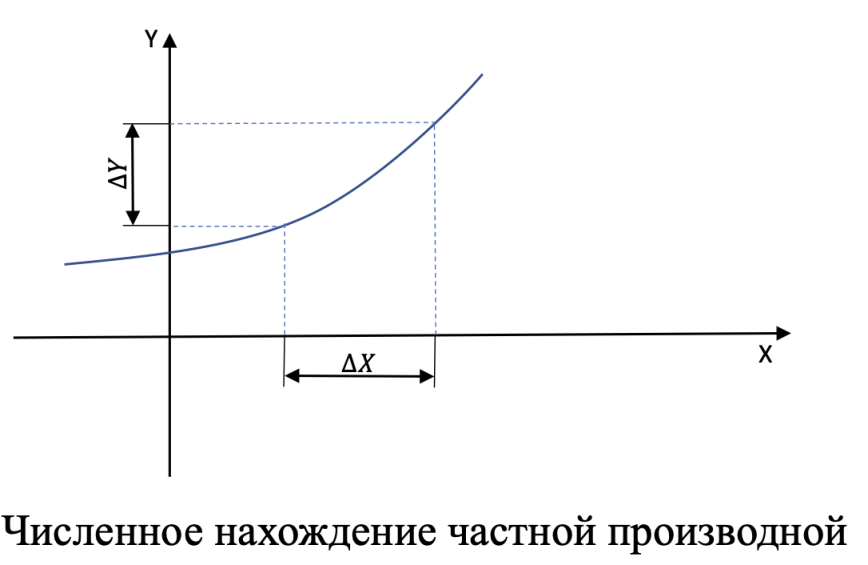 Y
ΔY
ΔX
X
Численное нахождение частной производной